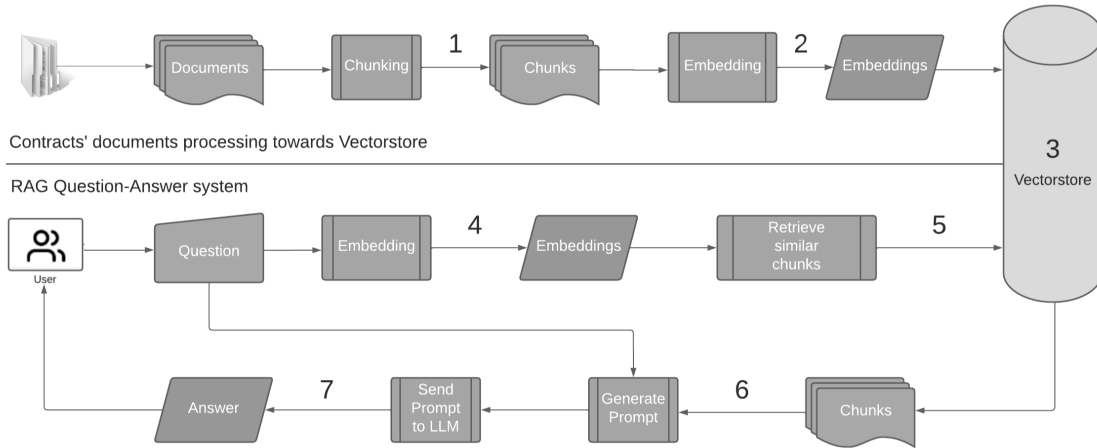 1
2
Documents
Chunking
Chunks
Embedding
Embeddings
Contracts' documents processing towards Vectorstore
3
Vectorstore
RAG Question-Answer system
4
5
Question
Embedding
Embeddings
Retrieve
similar
chunks
User
7
6
Answer
Send
Prompt
to LLM
Generate
Prompt
Chunks